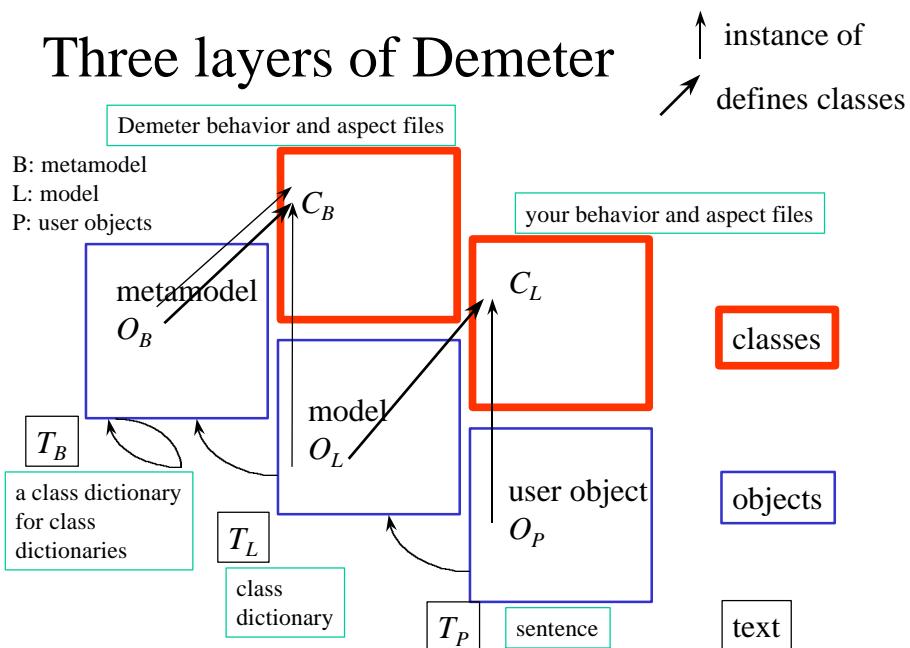 Three layers of Demeter
instance of
defines classes
Demeter behavior and aspect files
B: metamodel
L: model
P: user objects
C_B
your behavior and aspect files
metamodel
O_B
C_L
classes
model
O_L
T_B
a class dictionary
for class
dictionaries
user object
O_P
objects
T_L
class
dictionary
T_P
sentence
text